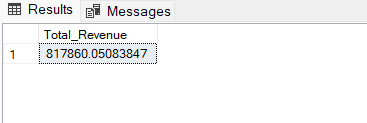 Results Messages
Total_Revenue
1 817860.05083847